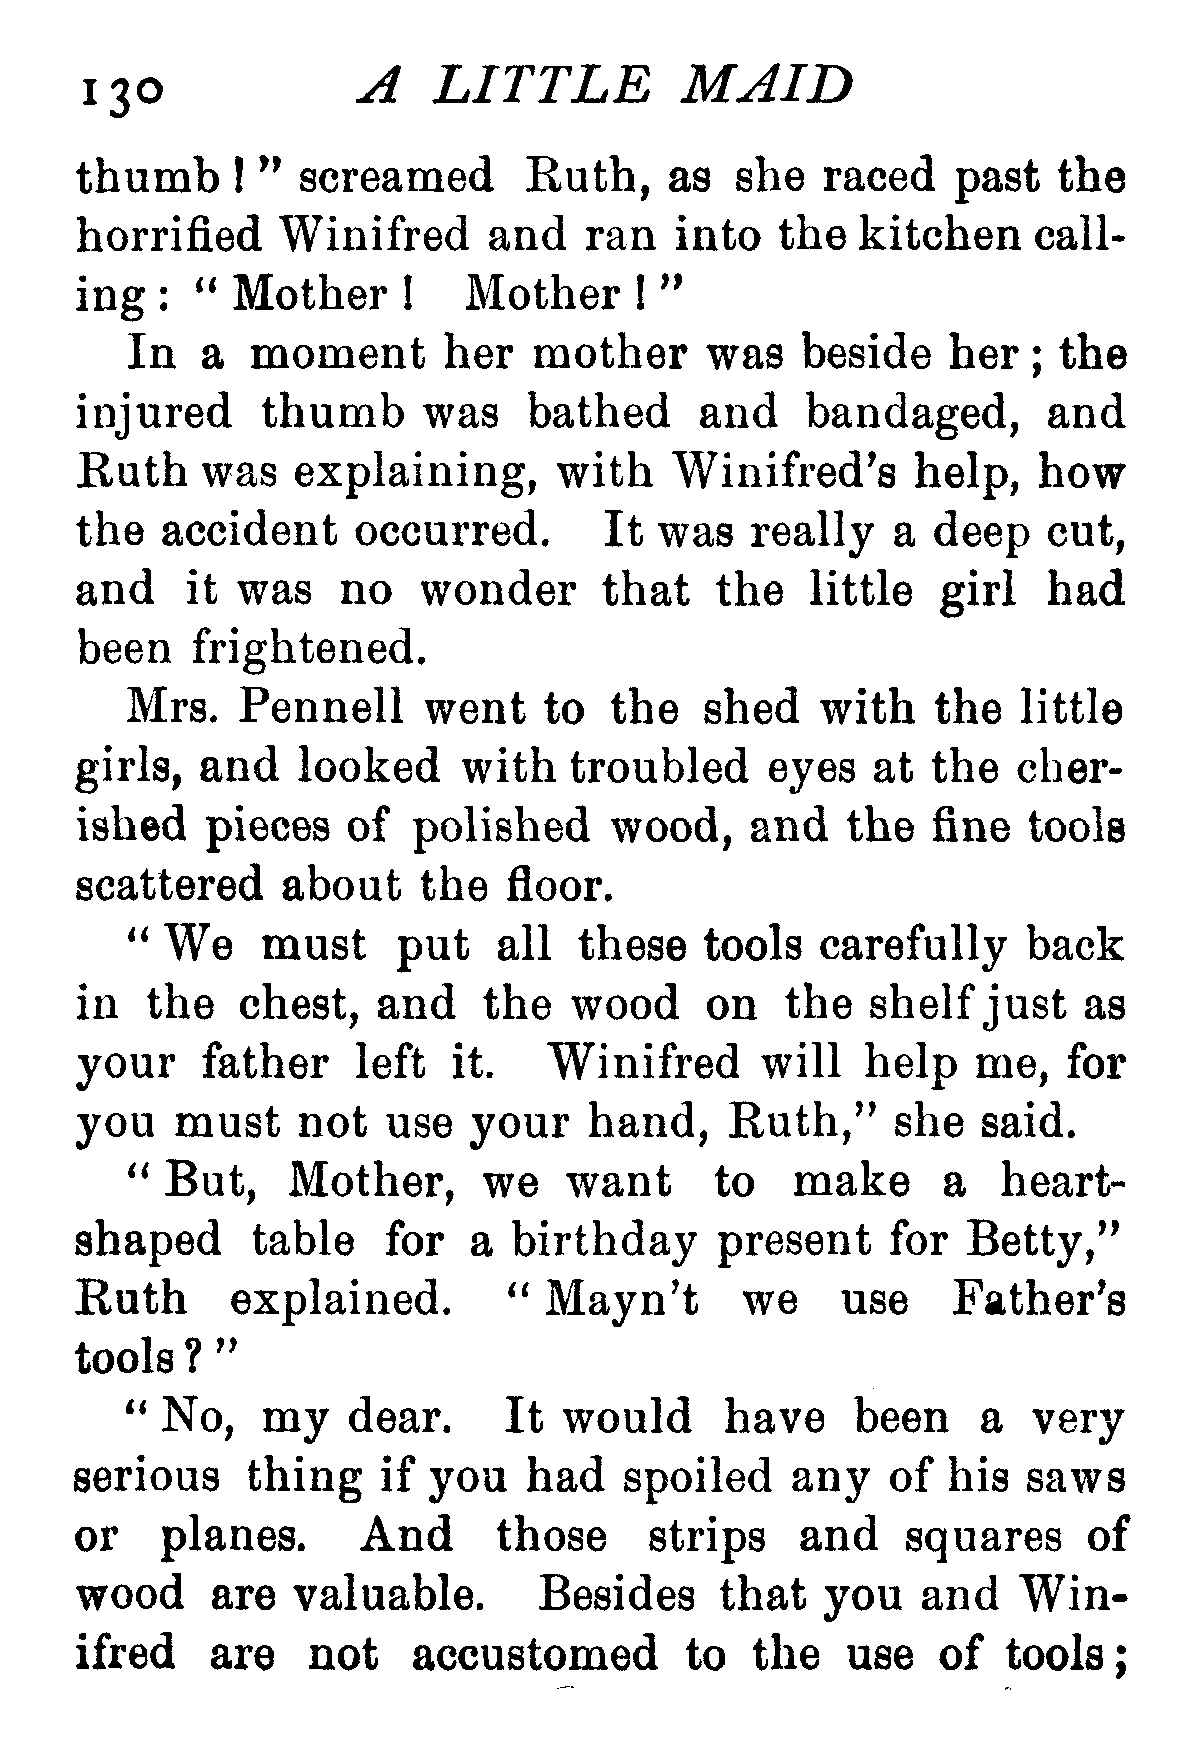 130 A LITTLE MAID
thumb!" screamed Ruth, as she raced past the
horrified Winifred and ran into the kitchen call-
ing: "Mother! Mother!"
In a moment her mother was beside her; the
injured thumb was bathed and bandaged, and
Ruth was explaining, with Winifred's help, how
the accident occurred. It was really a deep cut,
and it was no wonder that the little girl had
been frightened.
Mrs. Pennell went to the shed with the little
girls, and looked with troubled eyes at the cher-
ished pieces of polished wood, and the fine tools
scattered about the floor.
"We must put all these tools carefully back
in the chest, and the wood on the shelf just as
your father left it. Winifred will help me, for
you must not use your hand, Ruth," she said.
"But, Mother, we want to make a heart-
shaped table for a birthday present for Betty,"
Ruth explained. "Mayn't we use Father's
tools?"
"No, my dear. It would have been a very
serious thing if you had spoiled any of his saws
or planes. And those strips and squares of
wood are valuable. Besides that you and Win-
ifred are not accustomed to the use of tools;